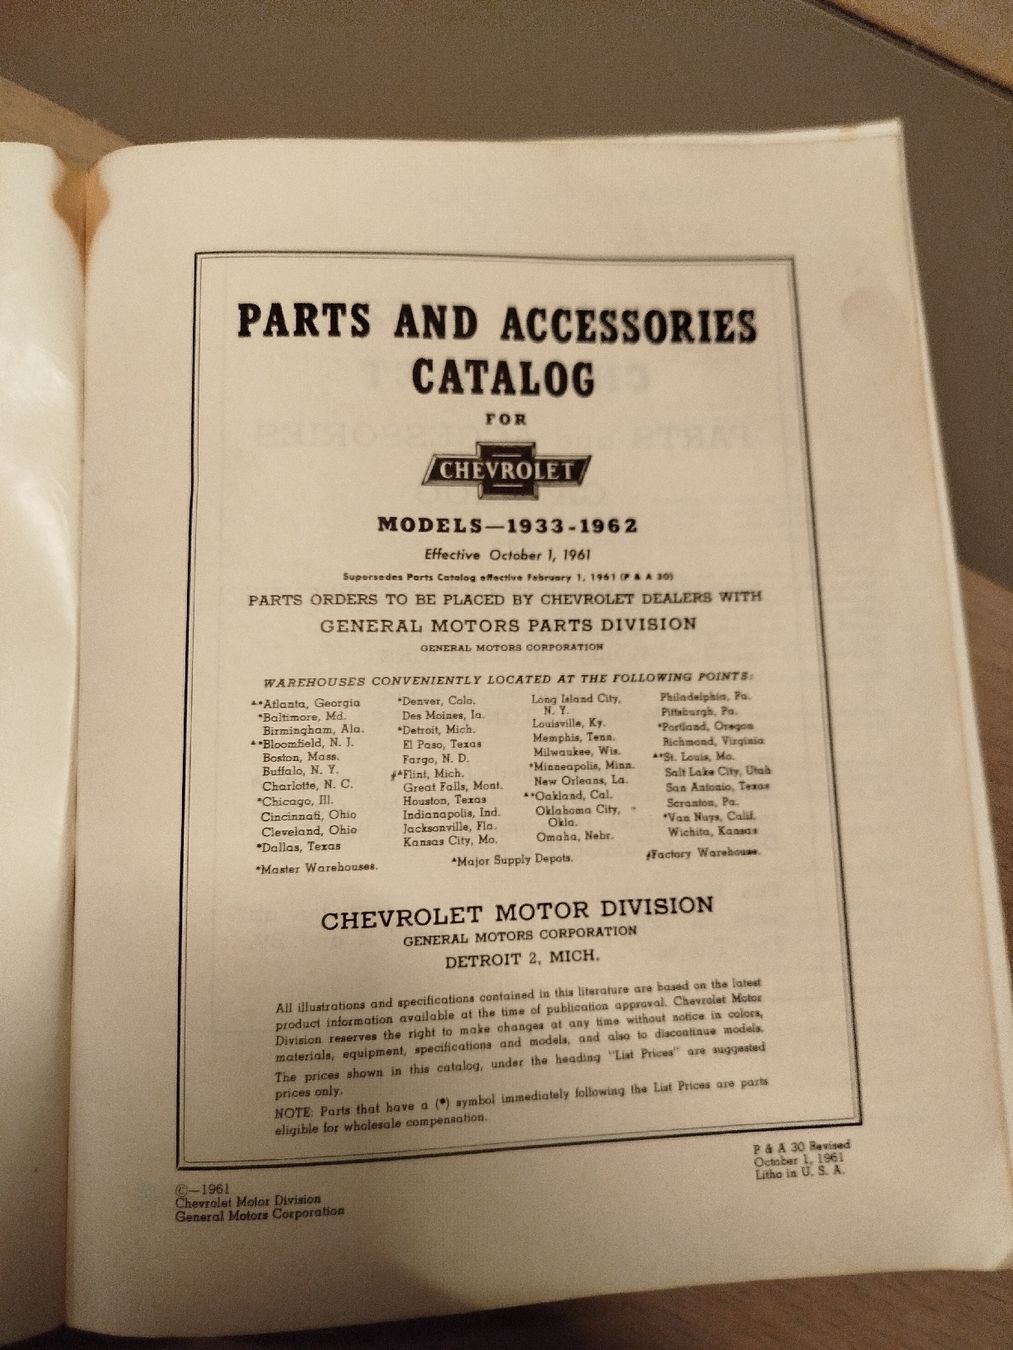 PARTS AND ACCESSORIES
CATALOG
FOR
CHEVROLET
MODELS—1933-1962
Effective October 1, 1961
Supersedes Parts Catalog effective February 1, 1961 (P & A 30)
PARTS ORDERS TO BE PLACED BY CHEVROLET DEALERS WITH
GENERAL MOTORS PARTS DIVISION
GENERAL MOTORS CORPORATION
WAREHOUSES CONVENIENTLY LOCATED AT THE FOLLOWING POINTS:
▲*Atlanta, Georgia
*Baltimore, Md.
Birmingham, Ala.
▲*Bloomfield, N. J.
Boston, Mass.
Buffalo, N. Y.
Charlotte, N. C.
*Chicago, Ill.
Cincinnati, Ohio
Cleveland, Ohio
*Dallas, Texas
*Denver, Colo.
Des Moines, Ia.
*Detroit, Mich.
El Paso, Texas
Fargo, N. D.
#▲Flint, Mich.
Great Falls, Mont.
Houston, Texas
Indianapolis, Ind.
Jacksonville, Fla.
Kansas City, Mo.
Long Island City,
N. Y.
Louisville, Ky.
Memphis, Tenn.
Milwaukee, Wis.
*Minneapolis, Minn.
New Orleans, La.
▲*Oakland, Cal.
Oklahoma City,
Okla.
Omaha, Nebr.
Philadelphia, Pa.
Pittsburgh, Pa.
*Portland, Oregon
Richmond, Virginia
▲*St. Louis, Mo.
Salt Lake City, Utah
San Antonio, Texas
Scranton, Pa.
*Van Nuys, Calif.
Wichita, Kansas
*Master Warehouses. ▲Major Supply Depots. #Factory Warehouse.
CHEVROLET MOTOR DIVISION
GENERAL MOTORS CORPORATION
DETROIT 2, MICH.
All illustrations and specifications contained in this literature are based on the latest
product information available at the time of publication approval. Chevrolet Motor
Division reserves the right to make changes at any time without notice in colors,
materials, equipment, specifications and models, and also to discontinue models.
The prices shown in this catalog, under the heading "List Prices" are suggested
prices only.
NOTE: Parts that have a (•) symbol immediately following the List Prices are parts
eligible for wholesale compensation.
P & A 30 Revised
October 1, 1961
Litho in U. S. A.
©—1961
Chevrolet Motor Division
General Motors Corporation